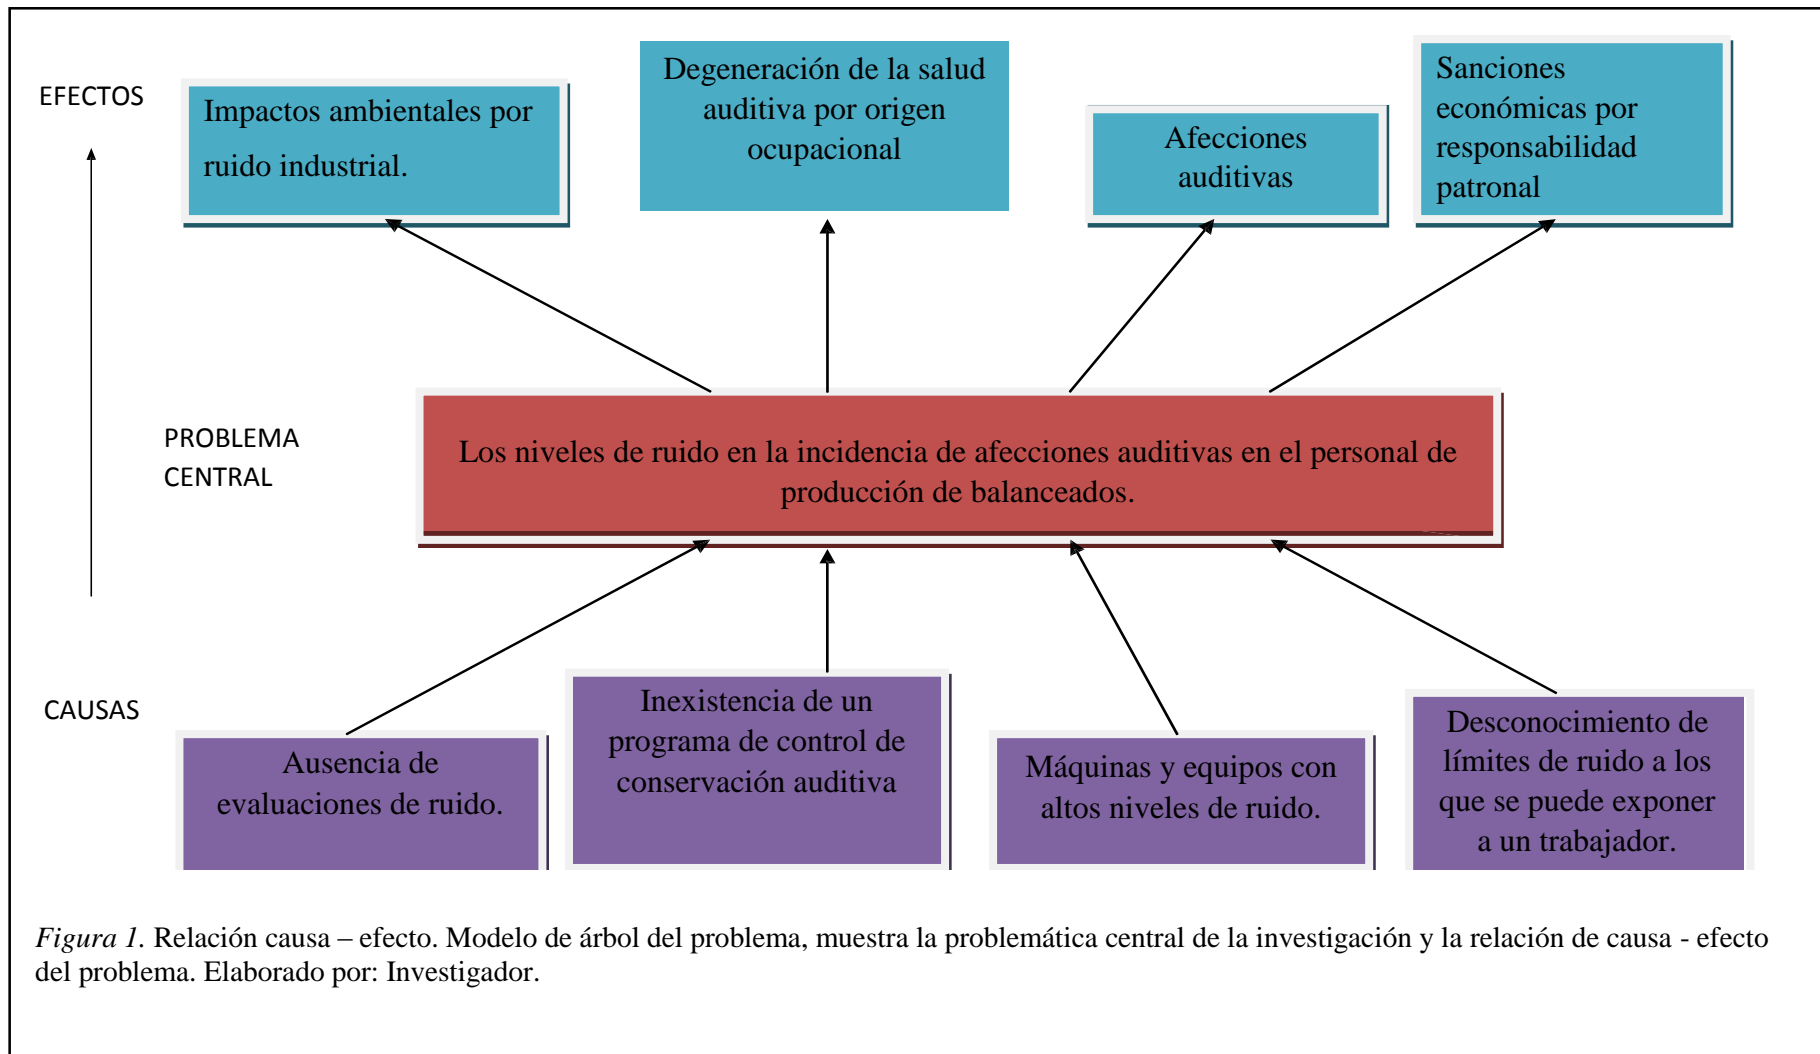 EFECTOS
Impactos ambientales por
ruido industrial.
Degeneración de la salud
auditiva por origen
ocupacional
Afecciones
auditivas
Sanciones
económicas por
responsabilidad
patronal
PROBLEMA
CENTRAL
Los niveles de ruido en la incidencia de afecciones auditivas en el personal de
producción de balanceados.
CAUSAS
Ausencia de
evaluaciones de ruido.
Inexistencia de un
programa de control de
conservación auditiva
Máquinas y equipos con
altos niveles de ruido.
Desconocimiento de
límites de ruido a los
que se puede exponer
a un trabajador.
Figura 1. Relación causa – efecto. Modelo de árbol del problema, muestra la problemática central de la investigación y la relación de causa - efecto
del problema. Elaborado por: Investigador.